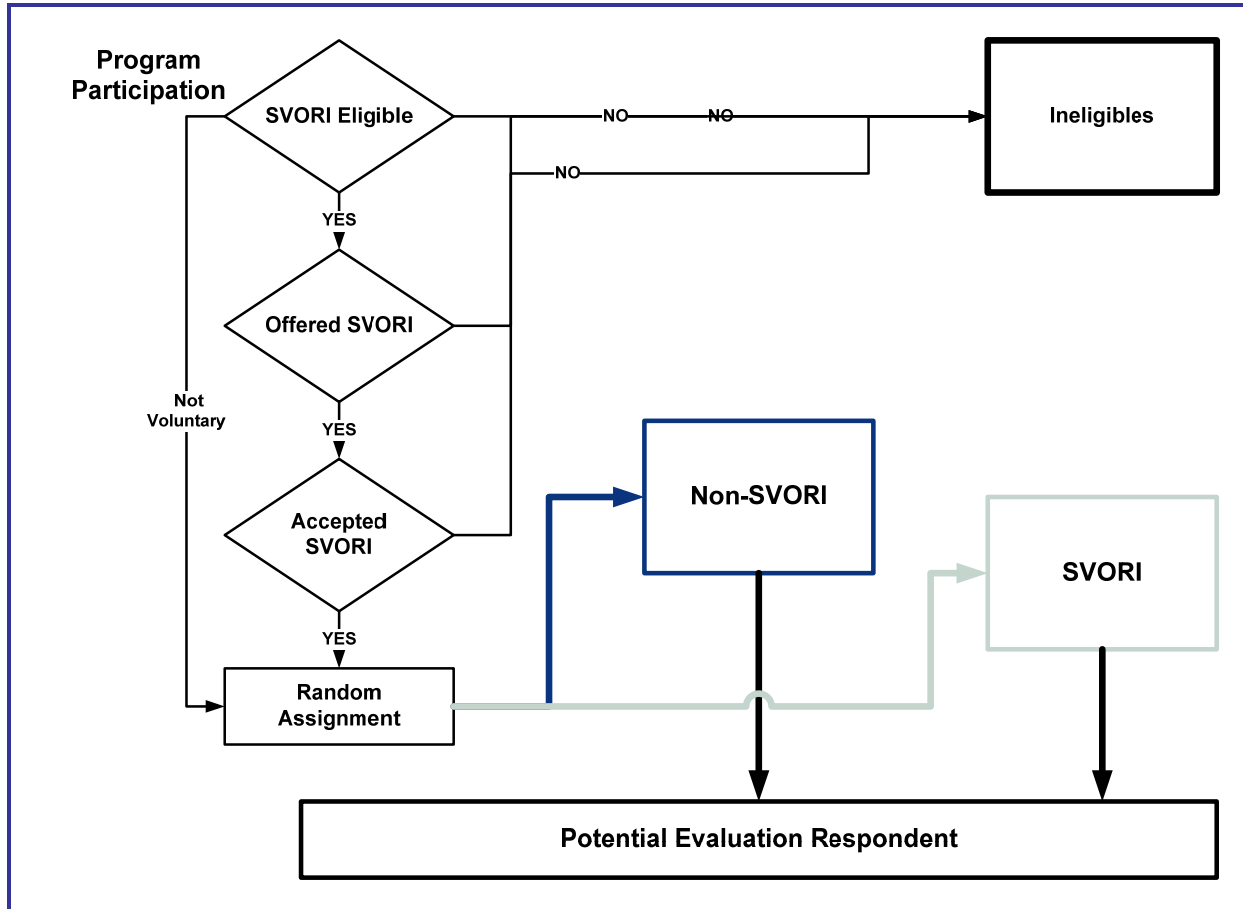 Program
Participation
SVORI Eligible
NO
NO
Ineligibles
NO
YES
Offered SVORI
Not
Voluntary
YES
Accepted
SVORI
Non-SVORI
SVORI
YES
Random
Assignment
Potential Evaluation Respondent